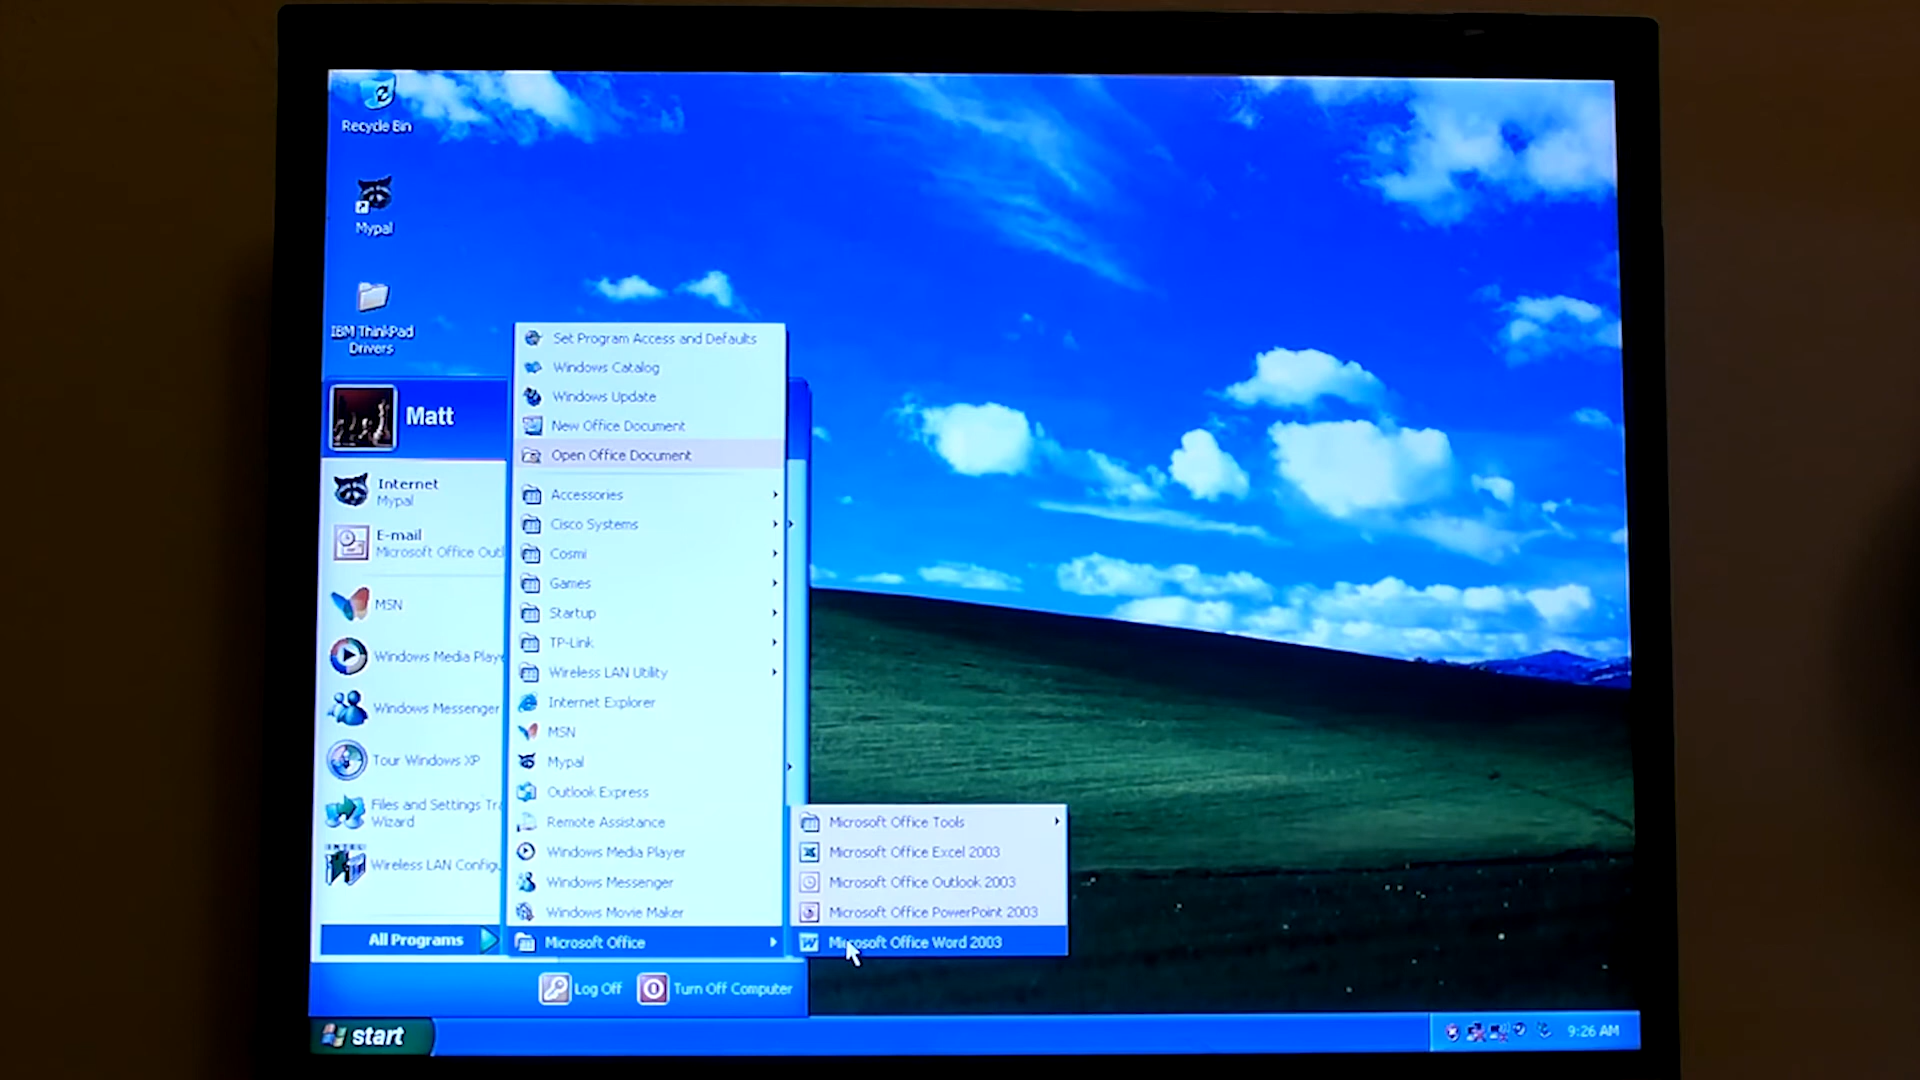 Recycle Bin
Mypal
IBM ThinkPad
Drivers
Matt
Internet
Mypal
E-mail
Microsoft Office Outl
MSN
Windows Media Playe
Windows Messenger
Tour Windows XP
Files and Settings Tra
Wizard
INTEL
Wireless LAN Configu
All Programs
Set Program Access and Defaults
Windows Catalog
Windows Update
New Office Document
Open Office Document
Accessories
Cisco Systems
Cosmi
Games
Startup
TP-Link
Wireless LAN Utility
Internet Explorer
MSN
Mypal
Outlook Express
Remote Assistance
Windows Media Player
Windows Messenger
Windows Movie Maker
Microsoft Office
Microsoft Office Tools
Microsoft Office Excel 2003
Microsoft Office Outlook 2003
Microsoft Office PowerPoint 2003
Microsoft Office Word 2003
Log Off
Turn Off Computer
start
9:26 AM